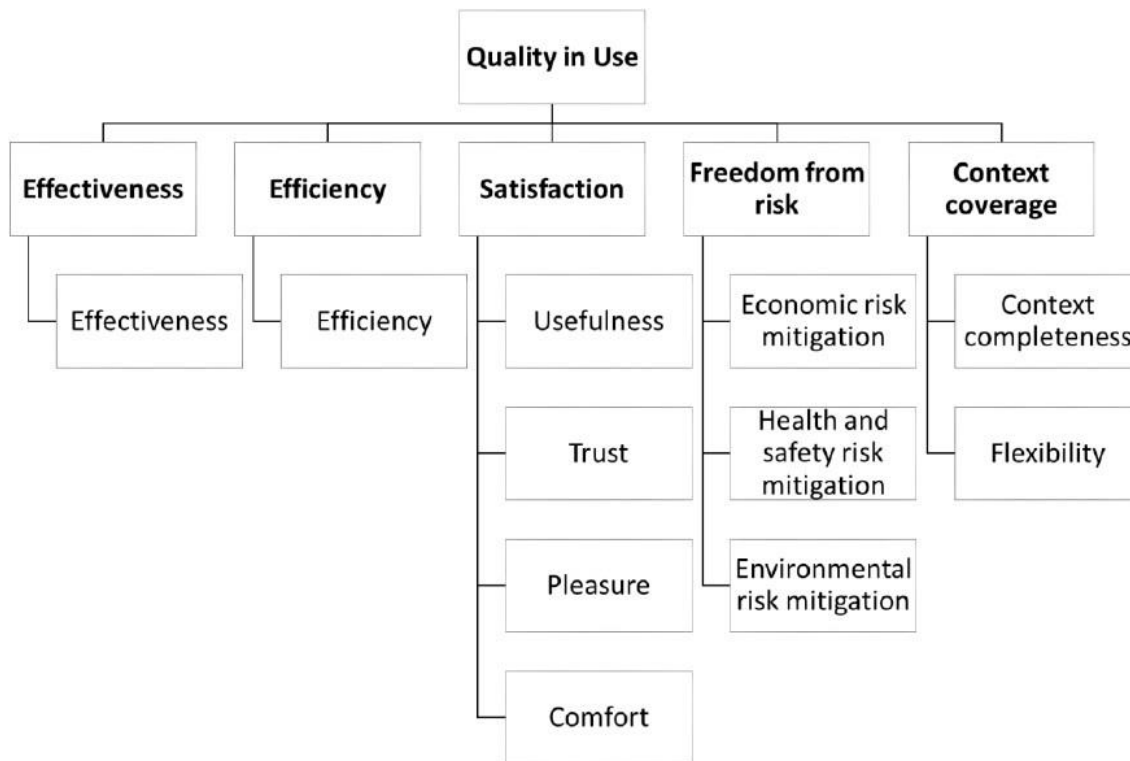 Quality in Use
Effectiveness
Efficiency
Satisfaction
Freedom from
risk
Context
coverage
Effectiveness
Efficiency
Usefulness
Economic risk
mitigation
Context
completeness
Trust
Health and
safety risk
mitigation
Flexibility
Pleasure
Environmental
risk mitigation
Comfort